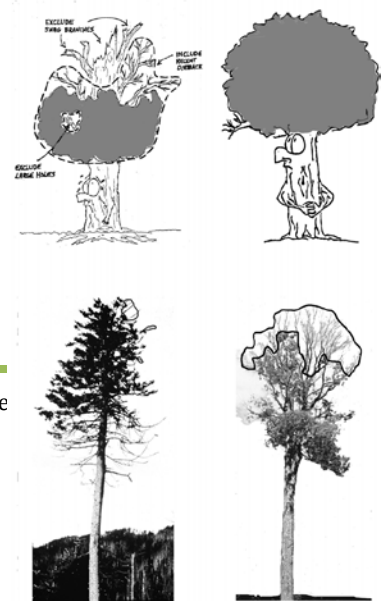 EXCLUDE
SNAG BRANCHES
INCLUDE
RECENT
DIEBACK
EXCLUDE
LARGE HOLES
e